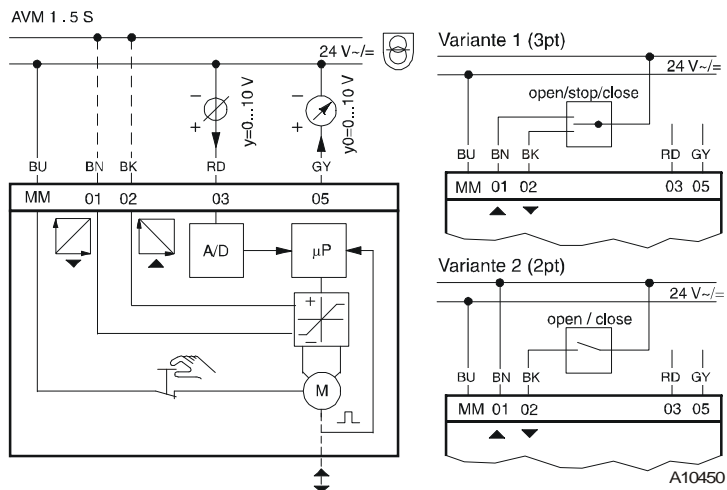 AVM 1 . 5 S
24 V~/=
y=0...10 V
y0=0...10 V
− −
+ +
BU BN BK RD GY
MM 01 02 03 05
A/D
µP
+
−
M
Variante 1 (3pt)
24 V~/=
open/stop/close
BU BN BK RD GY
MM 01 02 03 05
Variante 2 (2pt)
24 V~/=
open / close
BU BN BK RD GY
MM 01 02 03 05
A10450